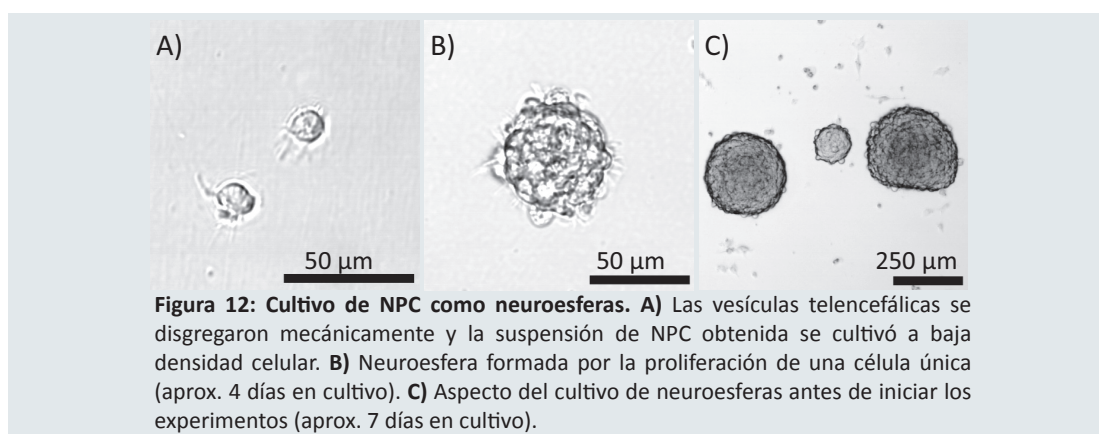 A)
B)
C)
50 µm
50 µm
250 µm
Figura 12: Cultivo de NPC como neuroesferas. A) Las vesículas telencefálicas se
disgregaron mecánicamente y la suspensión de NPC obtenida se cultivó a baja
densidad celular. B) Neuroesfera formada por la proliferación de una célula única
(aprox. 4 días en cultivo). C) Aspecto del cultivo de neuroesferas antes de iniciar los
experimentos (aprox. 7 días en cultivo).